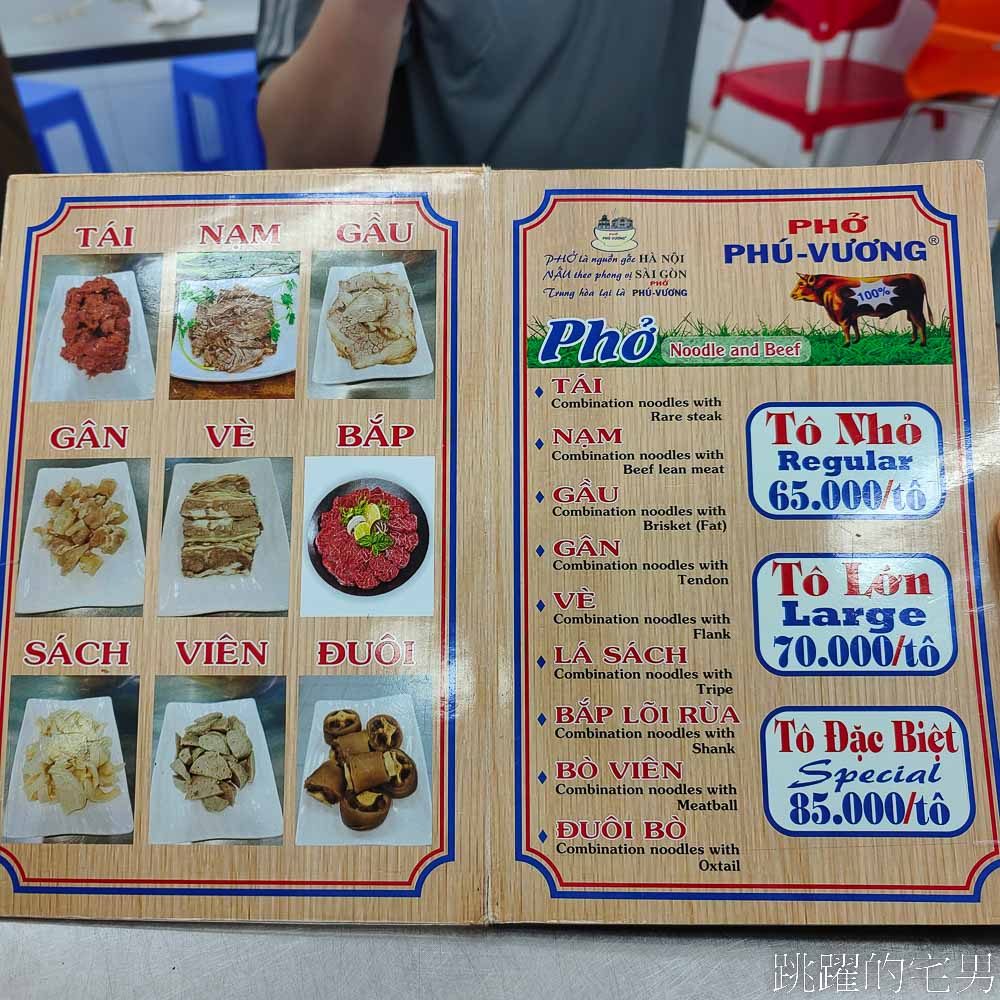 TÁI NẠM GẦU
GÂN VÈ BẮP
SÁCH VIÊN ĐUÔI
PHỞ
PHÚ VƯƠNG
PHỞ là nguồn gốc HÀ NỘI
NẤU theo phong vị SÀI GÒN
Trung hòa lại là PHỞ PHÚ-VƯƠNG
PHỞ
PHÚ-VƯƠNG®
100%
Phở Noodle and Beef
TÁI
Combination noodles with
Rare steak
NẠM
Combination noodles with
Beef lean meat
GẦU
Combination noodles with
Brisket (Fat)
GÂN
Combination noodles with
Tendon
VÈ
Combination noodles with
Flank
LÁ SÁCH
Combination noodles with
Tripe
BẮP LÕI RÙA
Combination noodles with
Shank
BÒ VIÊN
Combination noodles with
Meatball
ĐUÔI BÒ
Combination noodles with
Oxtail
Tô Nhỏ
Regular
65.000/tô
Tô Lớn
Large
70.000/tô
Tô Đặc Biệt
Special
85.000/tô
跳躍的宅男